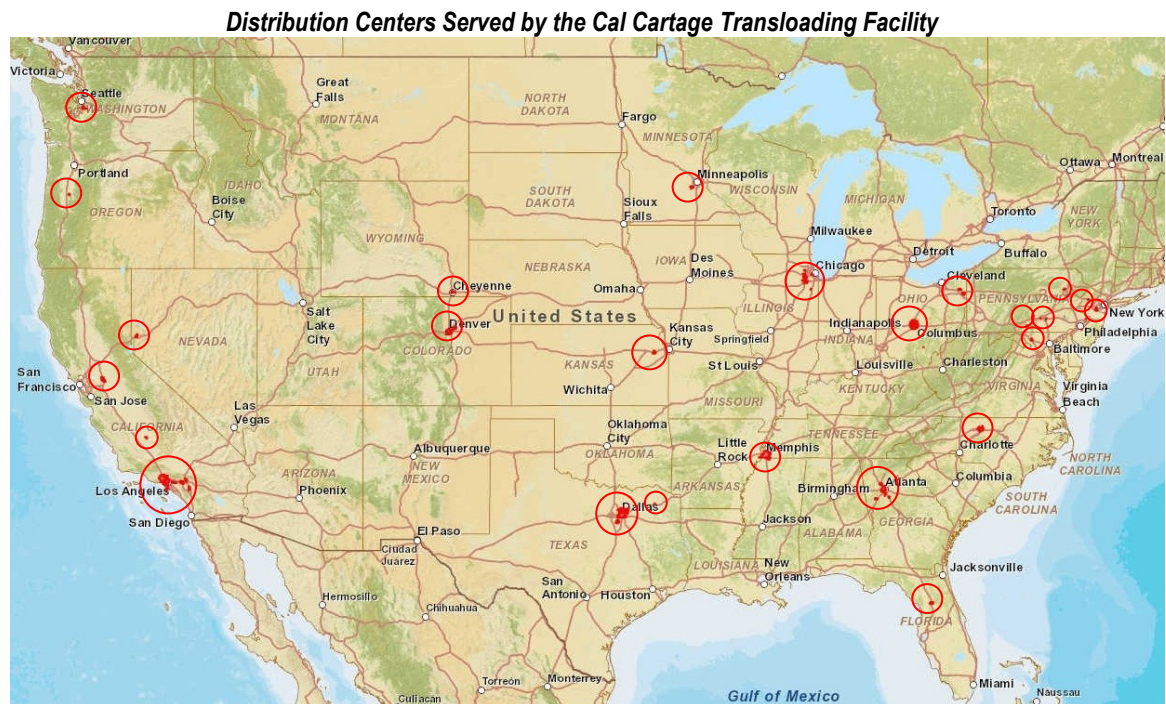 Distribution Centers Served by the Cal Cartage Transloading Facility
Vancouver
Victoria
Seattle
WASHINGTON
Great
Falls
MONTANA
NORTH
DAKOTA
Fargo
MINNESOTA
Ottawa
Montreal
Portland
OREGON
IDAHO
Boise
City
SOUTH
DAKOTA
Sioux
Falls
Minneapolis
WISCONSIN
MICHIGAN
Toronto
NEW
YORK
WYOMING
Milwaukee
Detroit
Buffalo
Cheyenne
NEBRASKA
IOWA
Des
Moines
Chicago
Cleveland
Omaha
ILLINOIS
OHIO
PENNSYLVANIA
New York
Salt
Lake
City
NEVADA
Denver
United States
COLORADO
UTAH
Kansas
City
KANSAS
Springfield
Indianapolis
INDIANA
Columbus
Philadelphia
Baltimore
San
Francisco
San Jose
CALIFORNIA
Las
Vegas
Wichita
St Louis
MISSOURI
Louisville
KENTUCKY
Charleston
VIRGINIA
Virginia
Beach
Albuquerque
NEW
MEXICO
ARIZONA
Oklahoma
City
OKLAHOMA
Little
Rock
ARKANSAS
Memphis
TENNESSEE
Charlotte
NORTH
CAROLINA
Los Angeles
Phoenix
San Diego
Dallas
TEXAS
Birmingham
ALABAMA
Atlanta
GEORGIA
Columbia
SOUTH
CAROLINA
El Paso
Ciudad
Juárez
Jackson
LOUISIANA
New
Orleans
Jacksonville
San
Antonio
Houston
FLORIDA
Hermosillo
Chihuahua
Torreón
Monterrey
Culiacán
Gulf of Mexico
Miami
Nassau